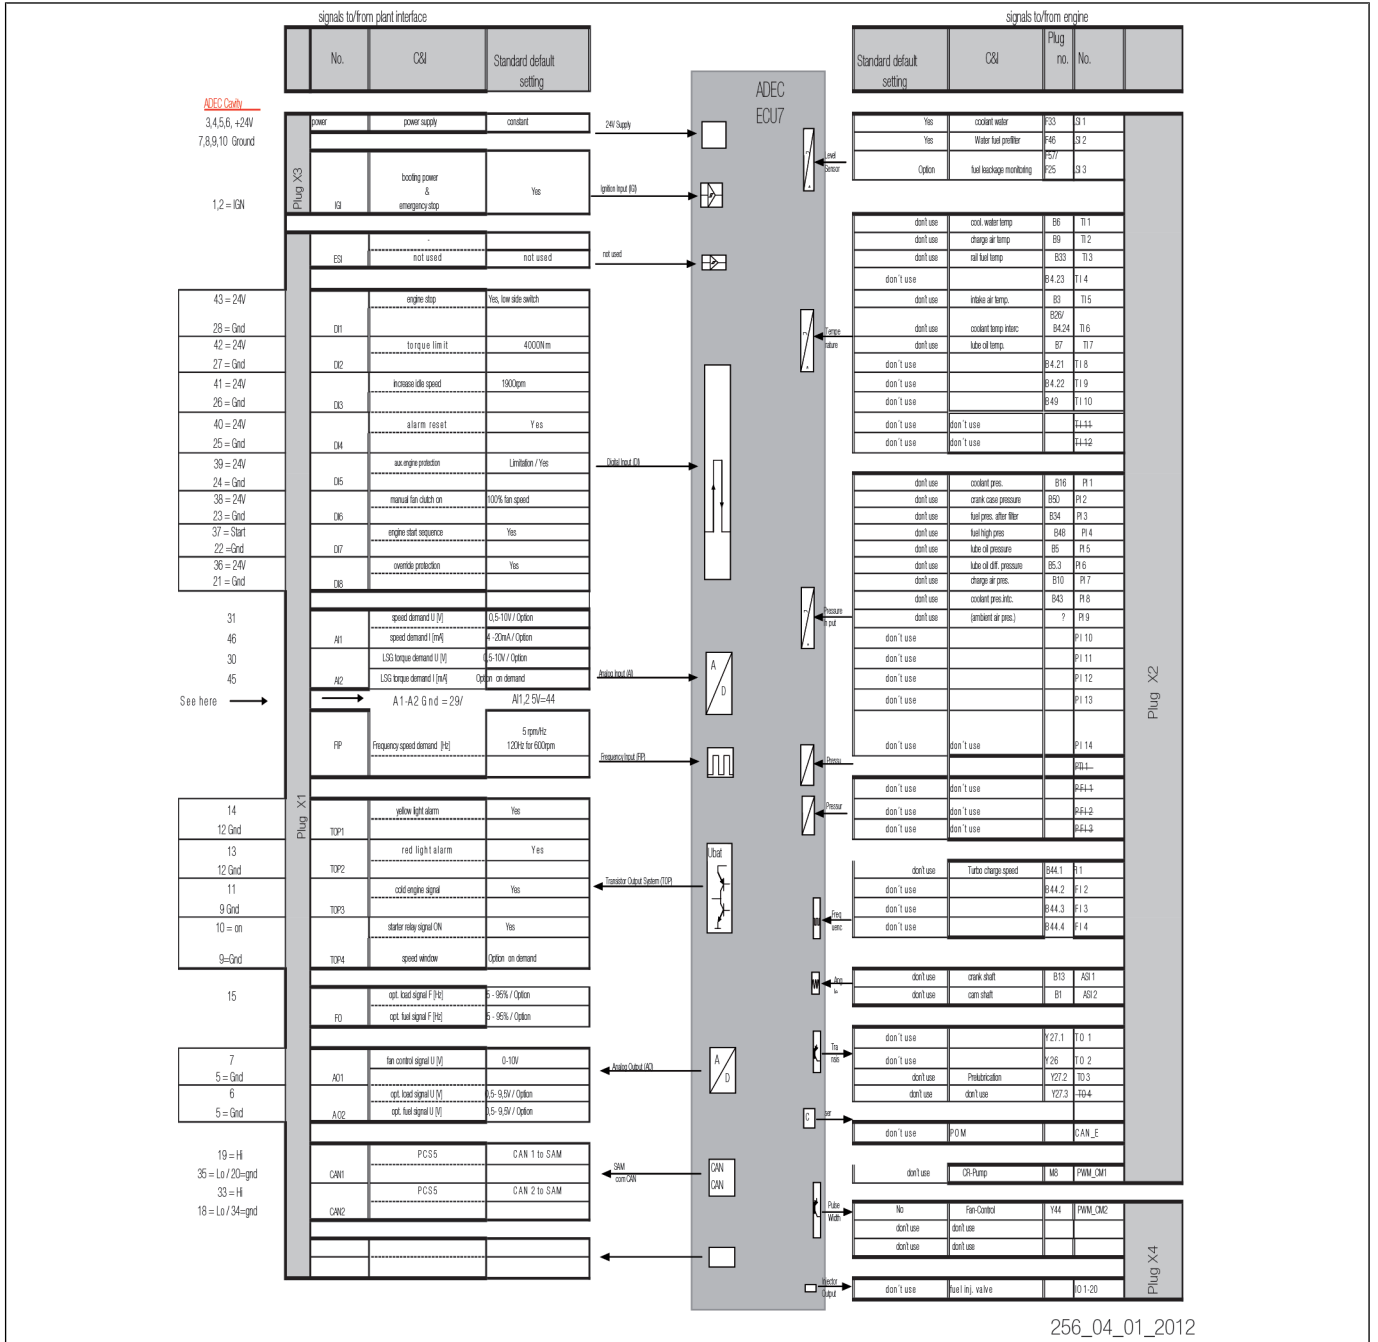 signals to/from plant interface
signals to/from engine
No. C&I Standard default setting
Standard default setting C&I Plug no. No.
ADEC ECU7
ADEC Cavity
3,4,5,6, +24V power power supply constant 24V Supply
7,8,9,10 Ground
Plug X3
booting power
& Yes Ignition Input (IGI)
1,2 = IGN IGI emergency stop
-
ESI not used not used not used
43 = 24V engine stop Yes, low side switch
28 = Gnd DI1
42 = 24V torque limit 4000Nm
27 = Gnd DI2
41 = 24V increase idle speed 1900rpm
26 = Gnd DI3
40 = 24V alarm reset Yes
25 = Gnd DI4
39 = 24V aux.engine protection Limitation / Yes Digital Input (DI)
24 = Gnd DI5
38 = 24V manual fan clutch on 100% fan speed
23 = Gnd DI6
37 = Start engine start sequence Yes
22 =Gnd DI7
36 = 24V override protection Yes
21 = Gnd DI8
31 speed demand U [V] 0,5-10V / Option
46 AI1 speed demand I [mA] 4 -20mA / Option
30 LSG torque demand U [V] 0,5-10V / Option
45 AI2 LSG torque demand I [mA] Option on demand
Analog Input (AI)
A
D
See here A1-A2 Gnd = 29/ AI1,2 5V=44
5 rpm/Hz
FIP Frequency speed demand [Hz] 120Hz for 600rpm
Frequency Input (FIP)
Plug X1
14 yellow light alarm Yes
12 Gnd TOP1
13 red light alarm Yes
12 Gnd TOP2
Ubat
11 cold engine signal Yes Transistor Output System (TOP)
9 Gnd TOP3
10 = on starter relay signal ON Yes
9=Gnd TOP4 speed window Option on demand
15 opt. load signal F [Hz] 5 - 95% / Option
FO opt. fuel signal F [Hz] 5 - 95% / Option
7 fan control signal U [V] 0-10V Analog Output (AO)
A
D
5 = Gnd AO1
6 opt. load signal U [V] 0,5- 9,5V / Option
5 = Gnd AO2 opt. fuel signal U [V] 0,5- 9,5V / Option
19 = Hi PCS5 CAN 1 to SAM
35 = Lo / 20=gnd CAN1 SAM
com CAN
CAN
CAN
33 = Hi PCS5 CAN 2 to SAM
18 = Lo / 34=gnd CAN2
Yes coolant water F33 LSI 1
Yes Water fuel prefilter F46 LSI 2
Level
Sensor
F57/
Option fuel leackage monitoring F25 LSI 3
don't use cool. water temp B6 TI 1
don't use charge air temp B9 TI 2
don't use rail fuel temp B33 TI 3
don´t use B4.23 TI 4
don't use intake air temp. B3 TI 5
B26/
don't use coolant temp interc B4.24 TI 6
Tempe
rature
don't use lube oil temp. B7 TI 7
don´t use B4.21 TI 8
don´t use B4.22 TI 9
don´t use B49 TI 10
don´t use don´t use TI 11
don´t use don´t use TI 12
don't use coolant pres. B16 PI 1
don't use crank case pressure B50 PI 2
don't use fuel pres. after filter B34 PI 3
don't use fuel high pres B48 PI 4
don't use lube oil pressure B5 PI 5
don't use lube oil diff. pressure B5.3 PI 6
don't use charge air pres. B10 PI 7
don't use coolant pres.intc. B43 PI 8
Pressure
In put
don't use (ambient air pres.) ? PI 9
don´t use PI 10
don´t use PI 11
don´t use PI 12
don´t use PI 13
Plug X2
don´t use don´t use PI 14
Pressu
PTI 1
don´t use don´t use PFI 1
Pressur
don´t use don´t use PFI 2
don´t use don´t use PFI 3
don't use Turbo charge.speed B44.1 FI 1
don´t use B44.2 FI 2
don´t use B44.3 FI 3
don´t use B44.4 FI 4
Freq
uenc
don't use crank shaft B13 ASI 1
don't use cam shaft B1 ASI 2
Ang
le
don´t use Y27.1 TO 1
don´t use Y26 TO 2
Tra
nsis
don't use Prelubrication Y27.2 TO 3
don't use don't use Y27.3 TO 4
C
ser
don´t use POM CAN_E
don't use CR-Pump M8 PWM_CM1
Pulse
Width
No Fan-Control Y44 PWM_CM2
don't use don't use
don't use don't use
Plug X4
Injector
Output
don´t use fuel inj. valve IO 1-20
256_04_01_2012